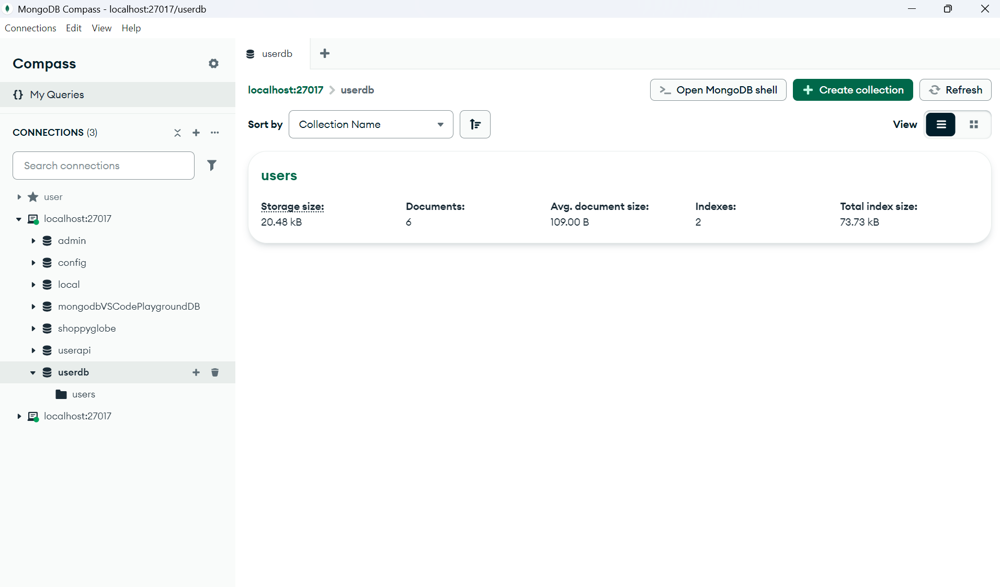 MongoDB Compass - localhost:27017/userdb
Connections Edit View Help
Compass
My Queries
CONNECTIONS (3)
Search connections
user
localhost:27017
admin
config
local
mongodbVSCodePlaygroundDB
shoppyglobe
userapi
userdb
users
localhost:27017
userdb
localhost:27017 userdb
Open MongoDB shell
Create collection
Refresh
Sort by Collection Name
View
users
Storage size: Documents: Avg. document size: Indexes: Total index size:
20.48 kB 6 109.00 B 2 73.73 kB